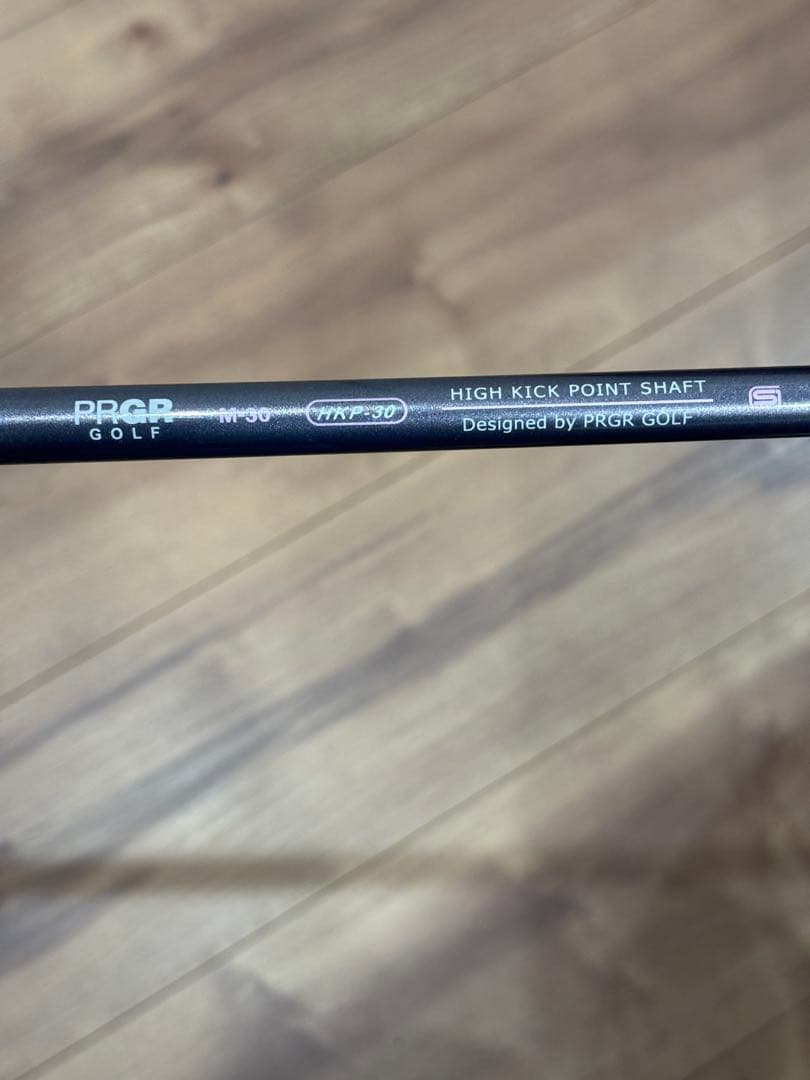 PRGR
GOLF
M-30
HKP-30
HIGH KICK POINT SHAFT
Designed by PRGR GOLF